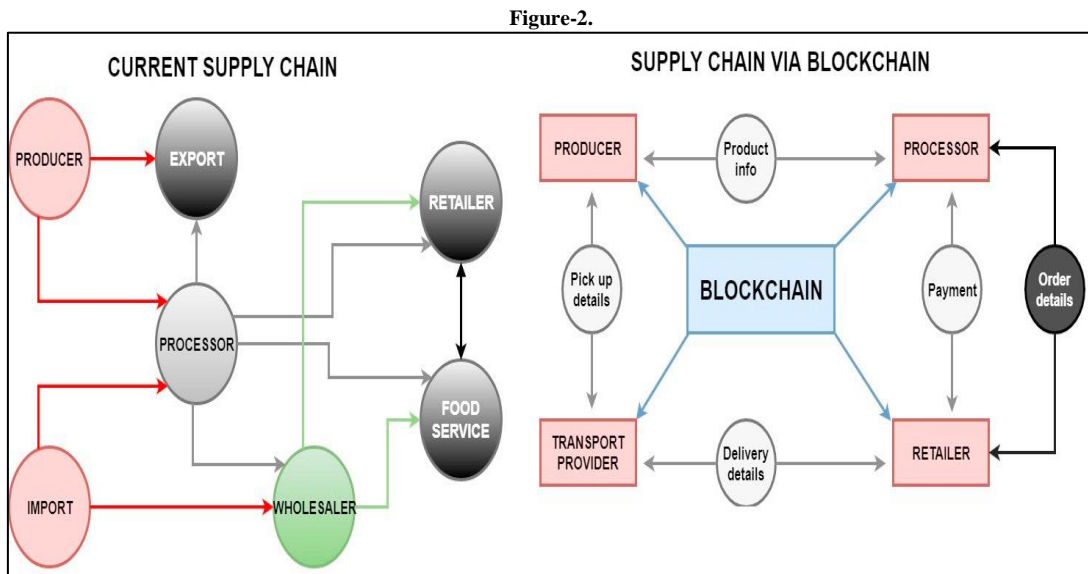 Figure-2.
CURRENT SUPPLY CHAIN
PRODUCER
EXPORT
RETAILER
PROCESSOR
FOOD
SERVICE
IMPORT
WHOLESALER
SUPPLY CHAIN VIA BLOCKCHAIN
PRODUCER
Product
info
PROCESSOR
Pick up
details
BLOCKCHAIN
Payment
Order
details
TRANSPORT
PROVIDER
Delivery
details
RETAILER